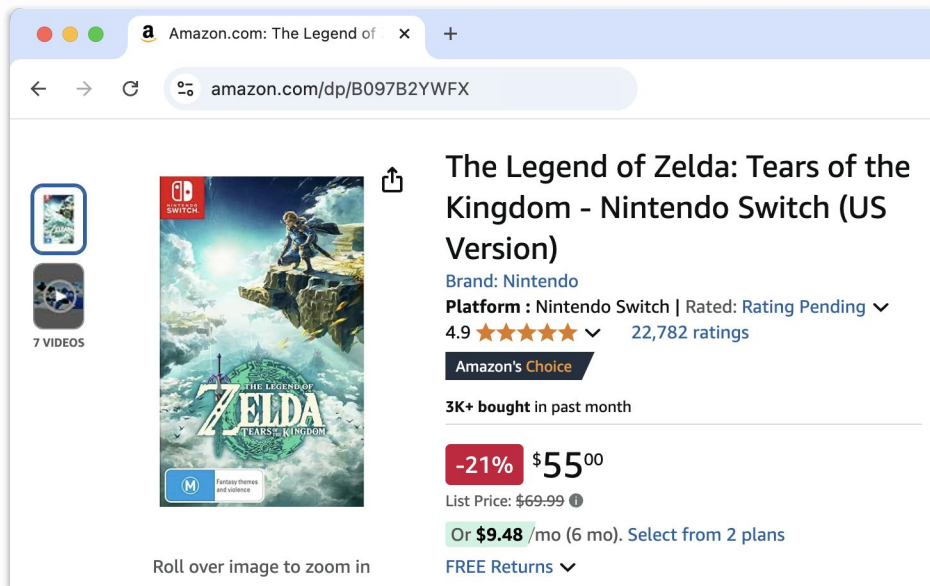 Amazon.com: The Legend of
amazon.com/dp/B097B2YWFX
7 VIDEOS
NINTENDO
SWITCH
THE LEGEND OF
ZELDA
TEARS OF THE KINGDOM
M
Fantasy themes
and violence
Roll over image to zoom in
The Legend of Zelda: Tears of the
Kingdom - Nintendo Switch (US
Version)
Brand: Nintendo
Platform : Nintendo Switch | Rated: Rating Pending
4.9 22,782 ratings
Amazon's Choice
3K+ bought in past month
-21% $5500
List Price: $69.99
Or $9.48 /mo (6 mo). Select from 2 plans
FREE Returns